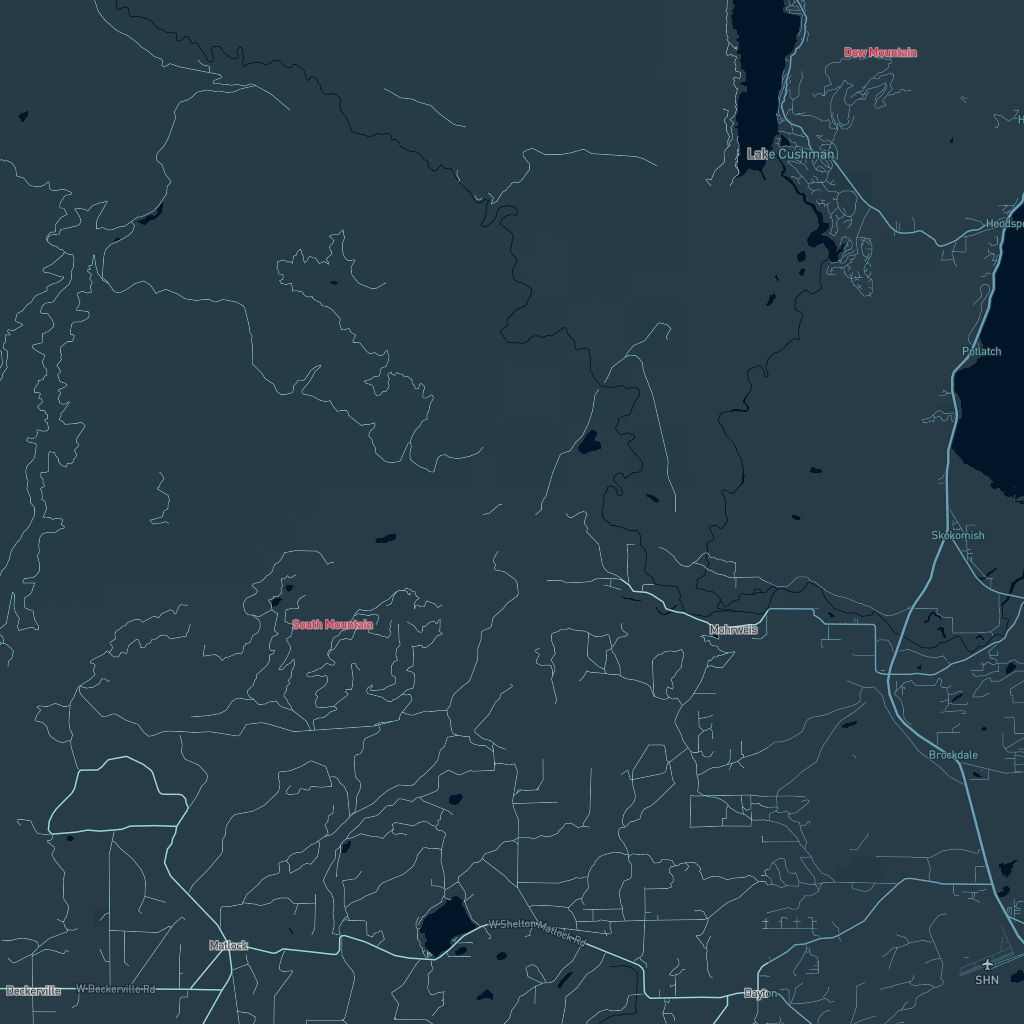 Dow Mountain
H
Lake Cushman
Hoodspo
Potlatch
Skokomish
South Mountain
Mohrweis
Brockdale
W Shelton Matlock Rd
Matlock
SHN
Deckerville
W Deckerville Rd
Dayton